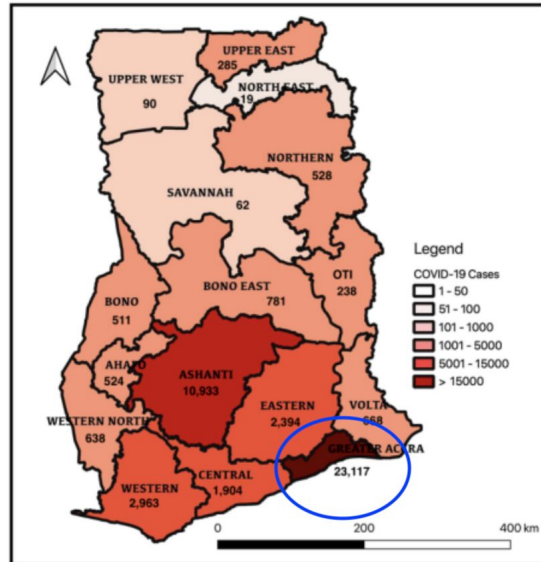 UPPER EAST
285
UPPER WEST
90
NORTH EAST
19
NORTHERN
528
SAVANNAH
62
Legend
COVID-19 Cases
1 - 50
51 - 100
101 - 1000
1001 - 5000
5001 - 15000
> 15000
OTI
238
BONO EAST
781
BONO
511
AHAFO
524
ASHANTI
10,933
EASTERN
2,394
VOLTA
668
WESTERN NORTH
638
GREATER ACCRA
23,117
CENTRAL
1,904
WESTERN
2,963
0 200 400 km